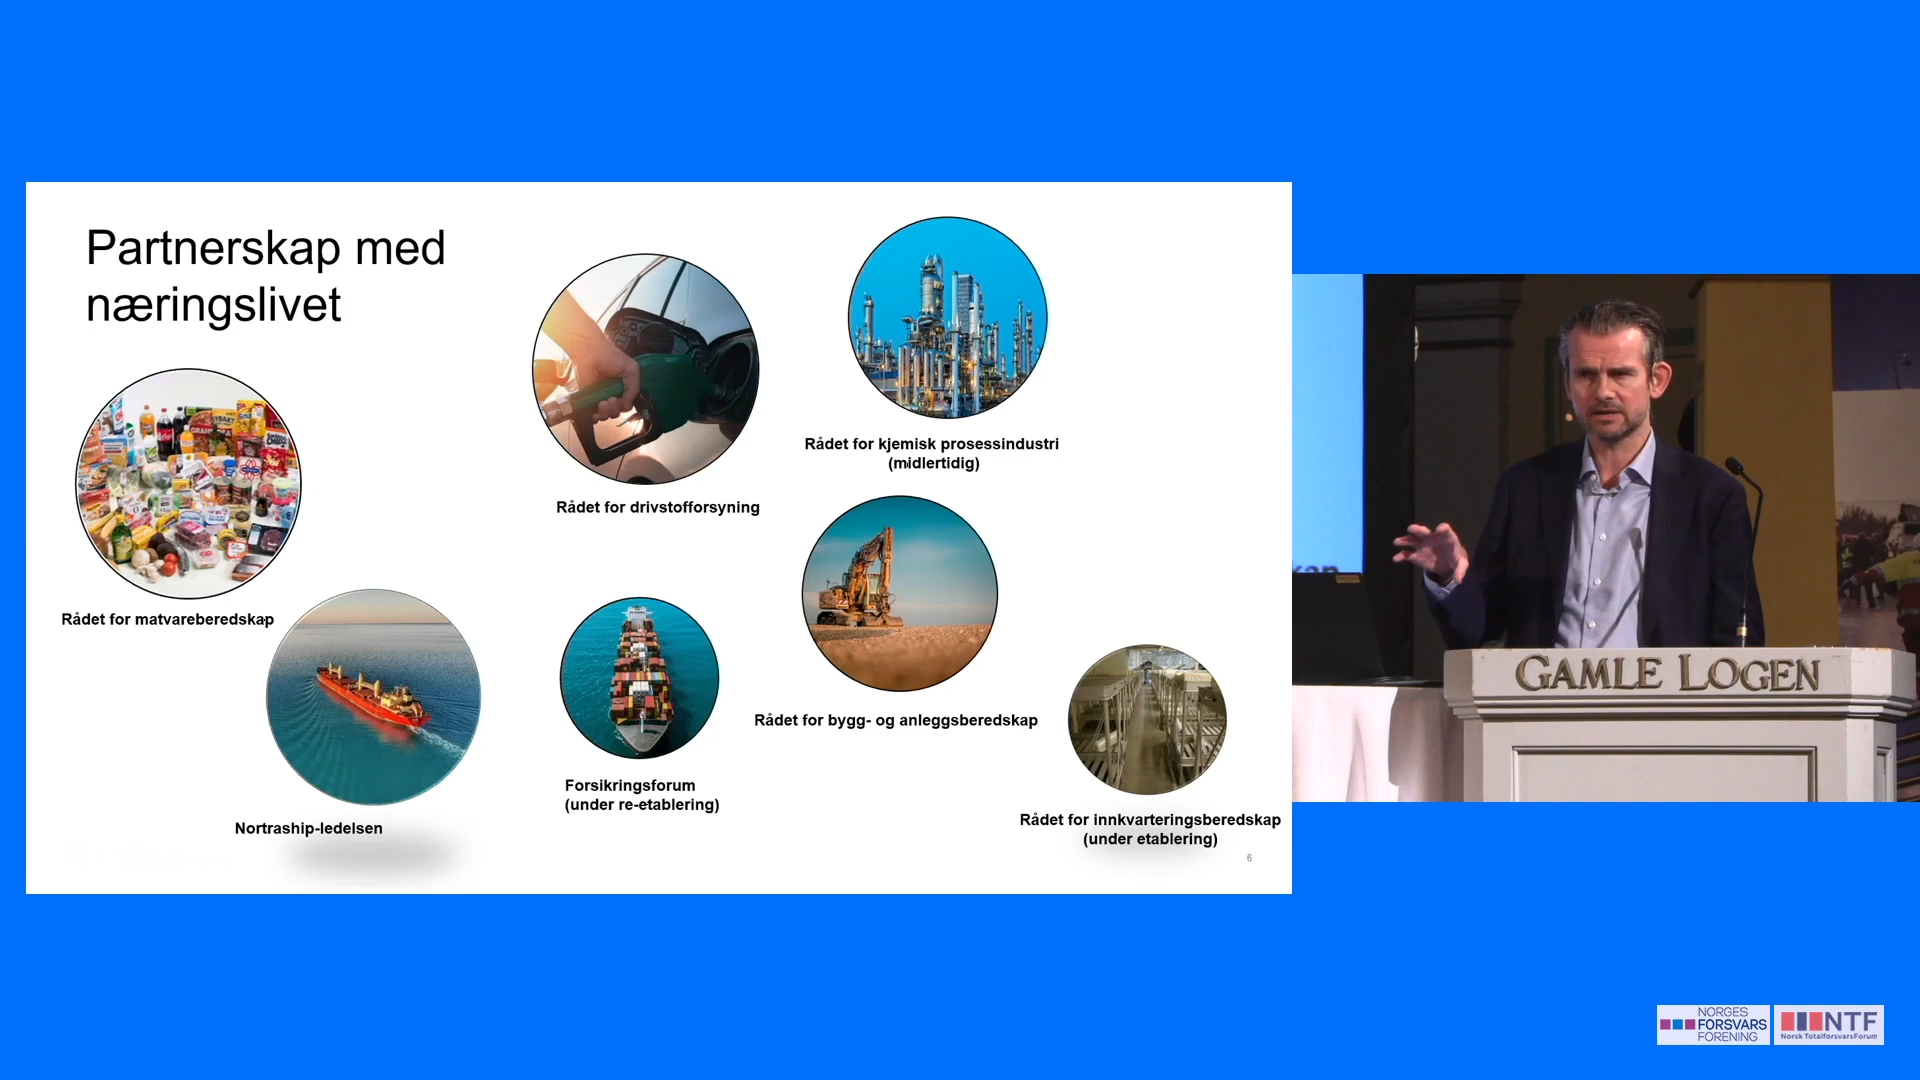 Partnerskap med
næringslivet
Rådet for kjemisk prosessindustri
(midlertidig)
Rådet for drivstofforsyning
Rådet for matvareberedskap
Rådet for bygg- og anleggsberedskap
Forsikringsforum
(under re-etablering)
Nortraship-ledelsen
Rådet for innkvarteringsberedskap
(under etablering)
6
GAMLE LOGEN
NORGES
FORSVARS
FORENING
NTF
Norsk TotalforsvarsForum